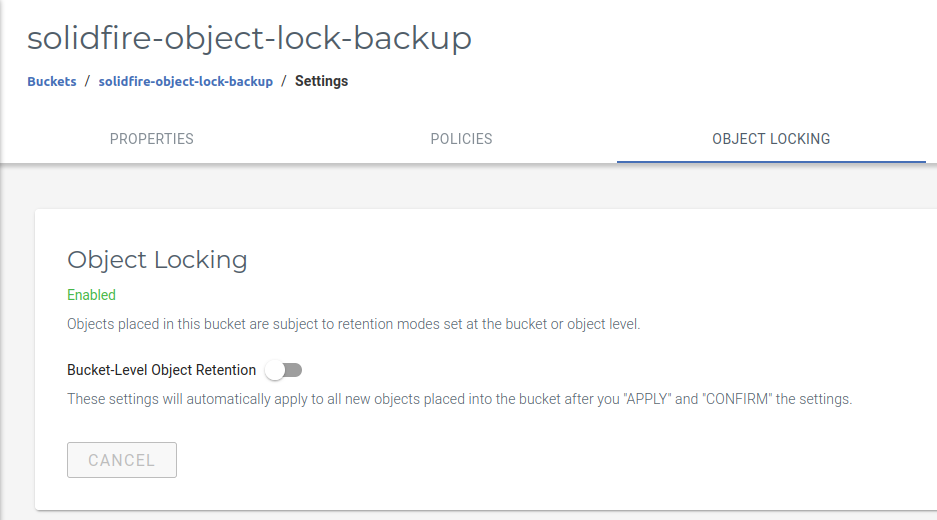 solidfire-object-lock-backup
Buckets / solidfire-object-lock-backup / Settings
PROPERTIES POLICIES OBJECT LOCKING
Object Locking
Enabled
Objects placed in this bucket are subject to retention modes set at the bucket or object level.
Bucket-Level Object Retention
These settings will automatically apply to all new objects placed into the bucket after you "APPLY" and "CONFIRM" the settings.
CANCEL